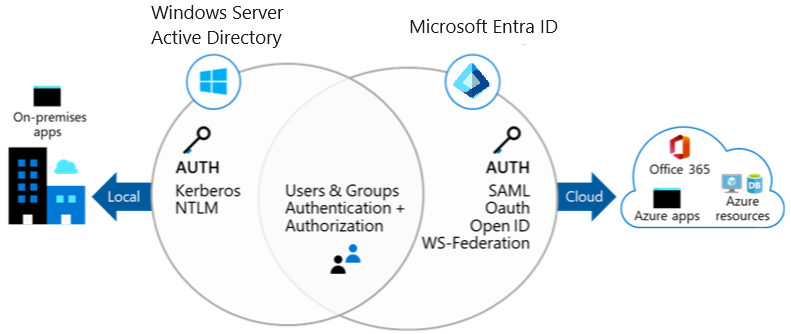 Windows Server
Active Directory
Microsoft Entra ID
On-premises
apps
Local
AUTH
Kerberos
NTLM
Users & Groups
Authentication +
Authorization
AUTH
SAML
Oauth
Open ID
WS-Federation
Cloud
Office 365
Azure apps
Azure
resources
DB